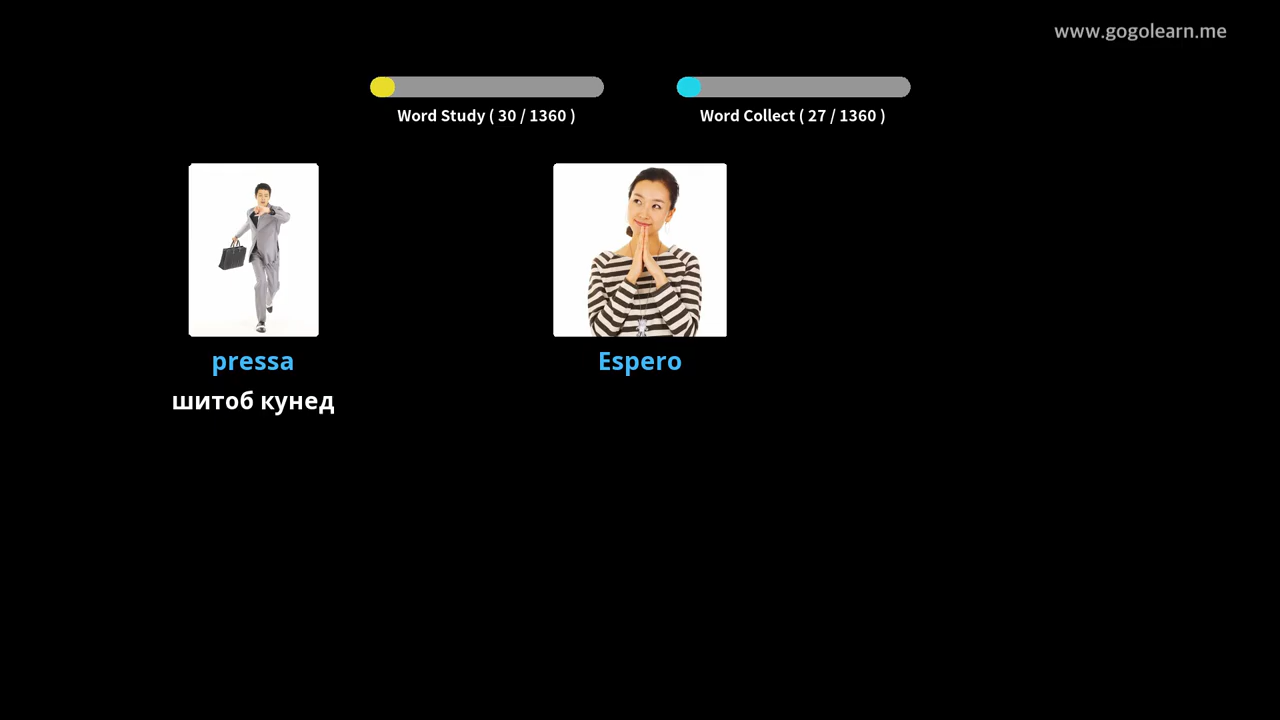 www.gogolearn.me
Word Study ( 30 / 1360 )
Word Collect ( 27 / 1360 )
pressa
Espero
шитоб кунед